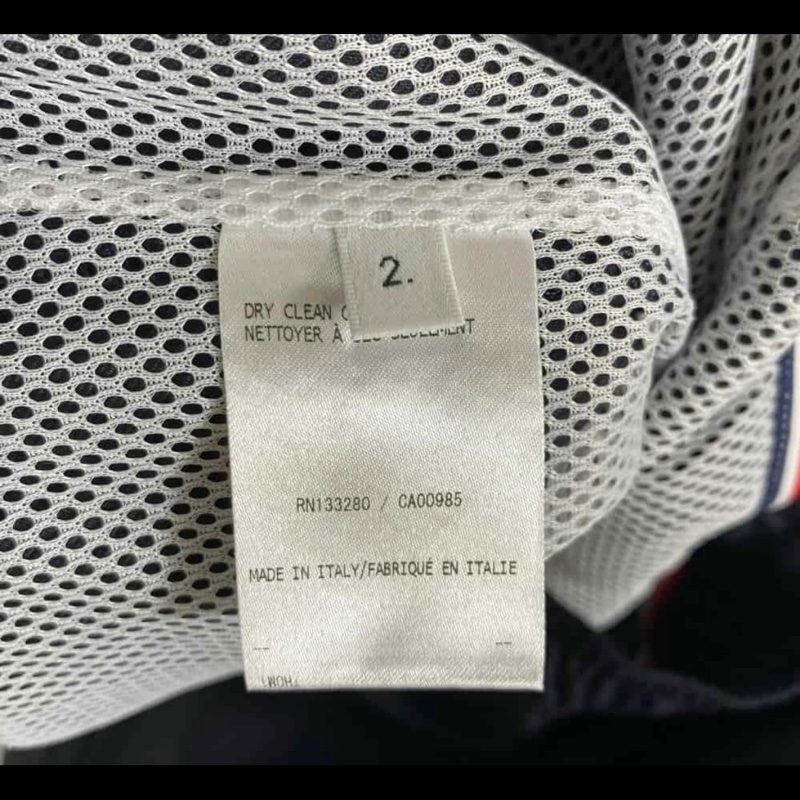 2.
DRY CLEAN
NETTOYER À
RN133280 / CA00985
MADE IN ITALY/FABRIQUÉ EN ITALIE
-- --